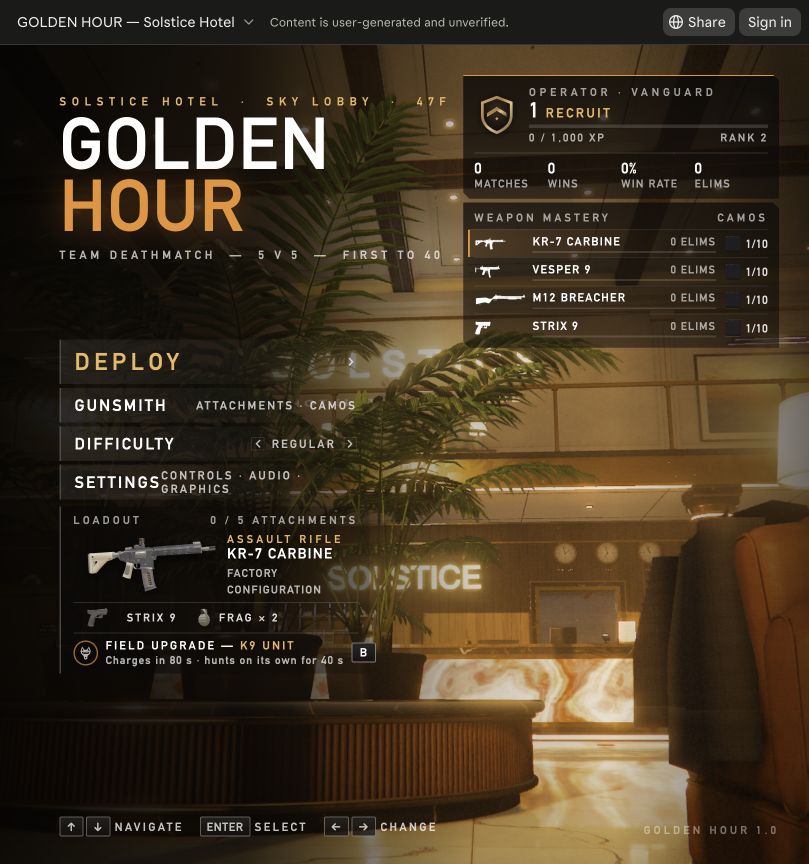 GOLDEN HOUR — Solstice Hotel
Content is user-generated and unverified.
Share
Sign in
SOLSTICE HOTEL · SKY LOBBY · 47F
GOLDEN
HOUR
TEAM DEATHMATCH — 5 V 5 — FIRST TO 40
OPERATOR · VANGUARD
1 RECRUIT
0 / 1,000 XP
RANK 2
0
MATCHES
0
WINS
0%
WIN RATE
0
ELIMS
WEAPON MASTERY
CAMOS
KR-7 CARBINE 0 ELIMS 1/10
VESPER 9 0 ELIMS 1/10
M12 BREACHER 0 ELIMS 1/10
STRIX 9 0 ELIMS 1/10
DEPLOY
GUNSMITH ATTACHMENTS · CAMOS
DIFFICULTY < REGULAR >
SETTINGS CONTROLS · AUDIO ·
GRAPHICS
LOADOUT 0 / 5 ATTACHMENTS
ASSAULT RIFLE
KR-7 CARBINE
FACTORY
CONFIGURATION
STRIX 9 FRAG × 2
FIELD UPGRADE — K9 UNIT
Charges in 80 s · hunts on its own for 40 s
B
SOLSTICE
↑ ↓ NAVIGATE ENTER SELECT ← → CHANGE
GOLDEN HOUR 1.0